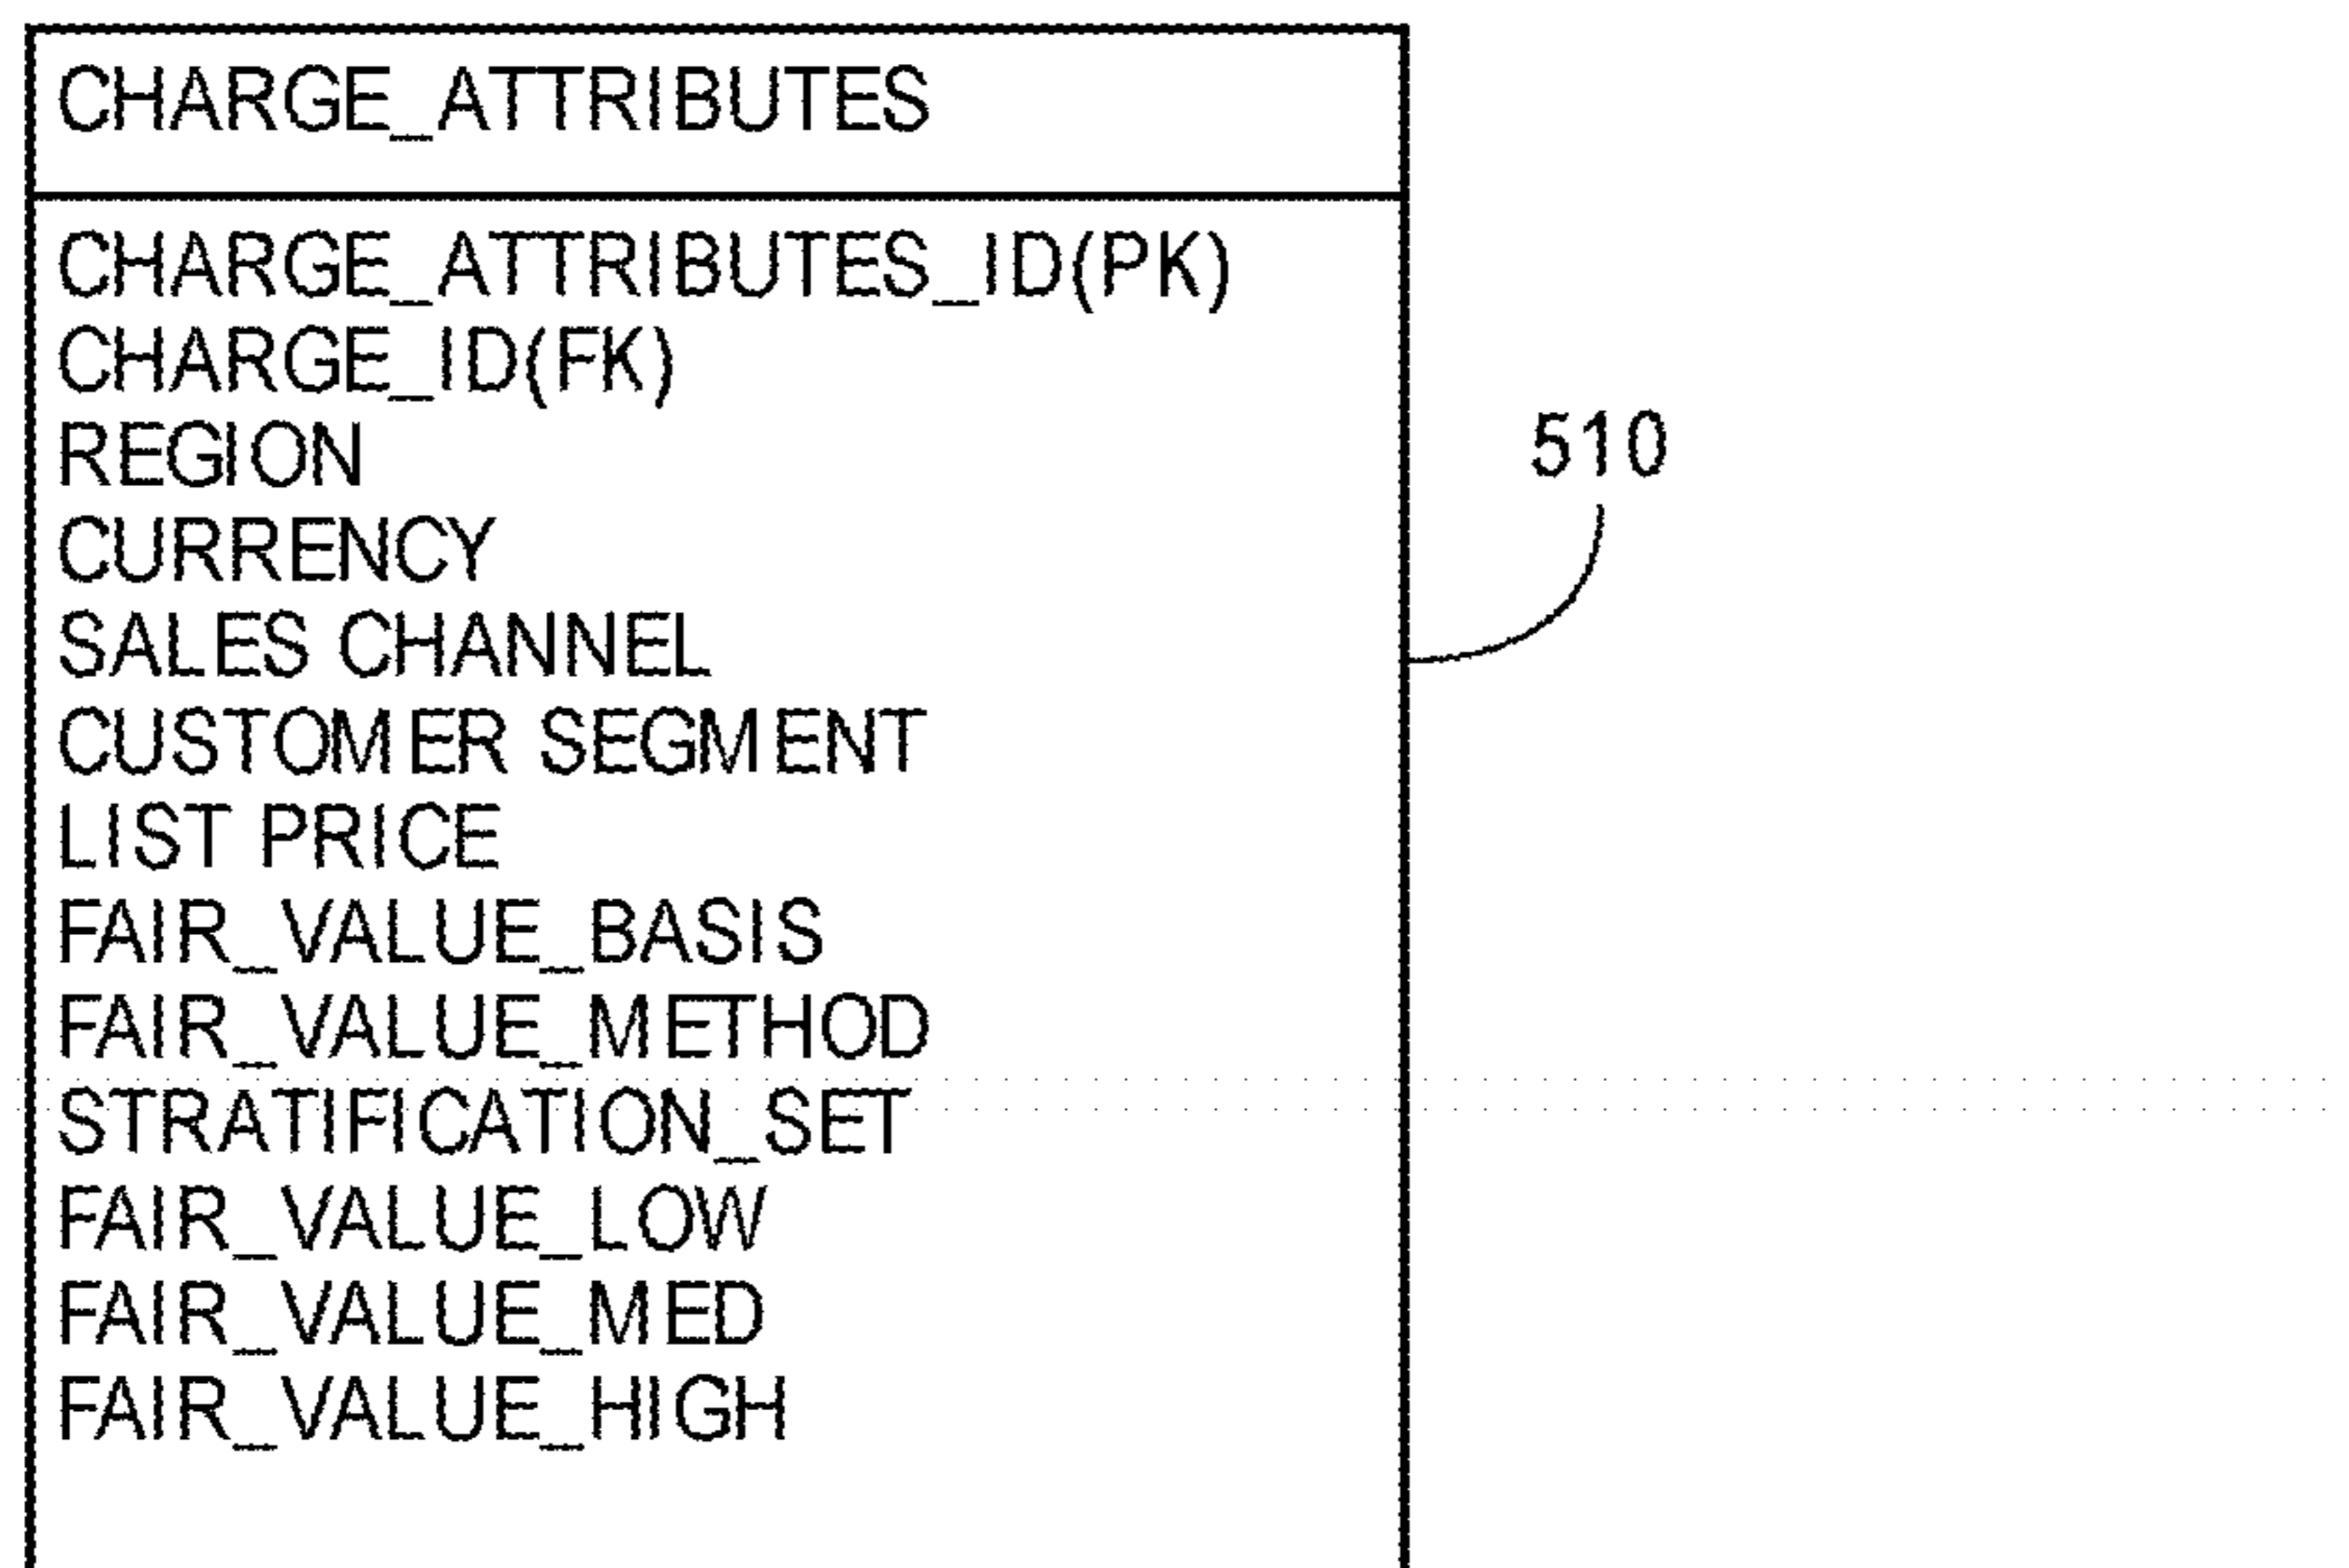 CHARGE_ATTRIBUTES
CHARGE_ATTRIBUTES_ID(PK)
CHARGE_ID(FK)
REGION
510
CURRENCY
SALES CHANNEL
CUSTOMER SEGMENT
LIST PRICE
FAIR_VALUE_BASIS
FAIR_VALUE_METHOD
STRATIFICATION_SET
FAIR_VALUE_LOW
FAIR_VALUE_MED
FAIR_VALUE_HIGH